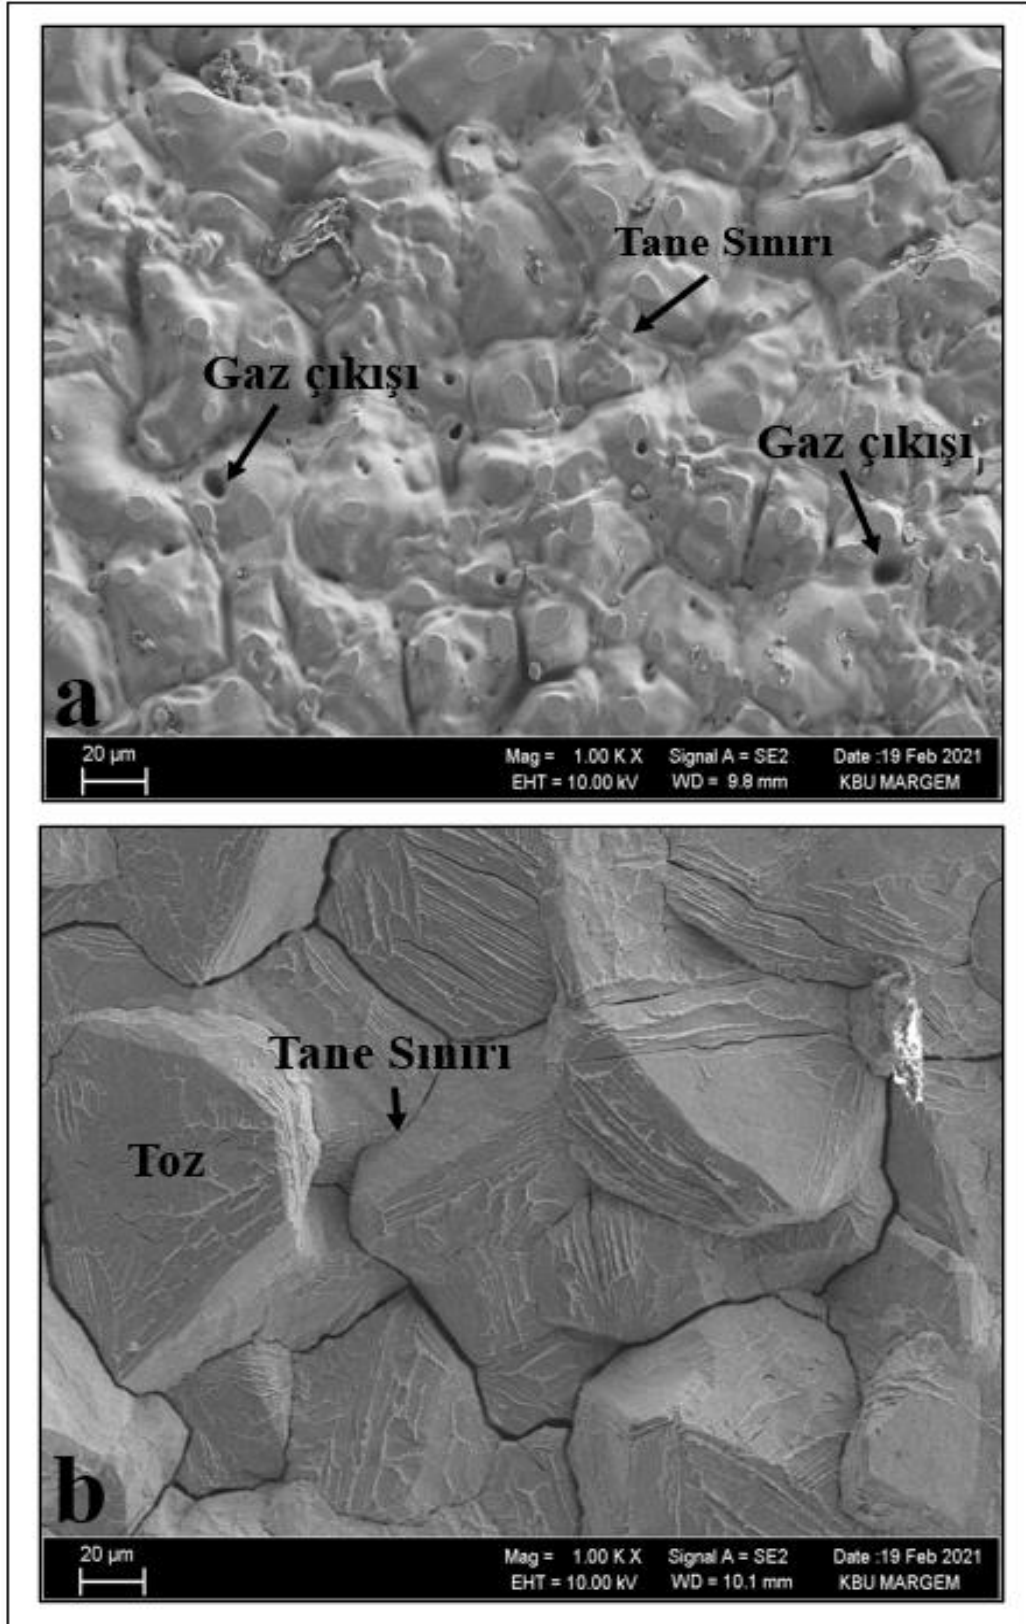 Tane Sınırı
Gaz çıkışı
Gaz çıkışı
a
20 µm
Mag = 1.00 K X Signal A = SE2 Date :19 Feb 2021
EHT = 10.00 kV WD = 9.8 mm KBU MARGEM
Tane Sınırı
Toz
b
20 µm
Mag = 1.00 K X Signal A = SE2 Date :19 Feb 2021
EHT = 10.00 kV WD = 10.1 mm KBU MARGEM